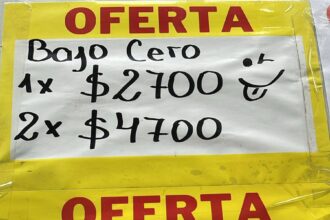 OFERTA
Bajo Cero
1x $2700
2x $4700
OFERTA